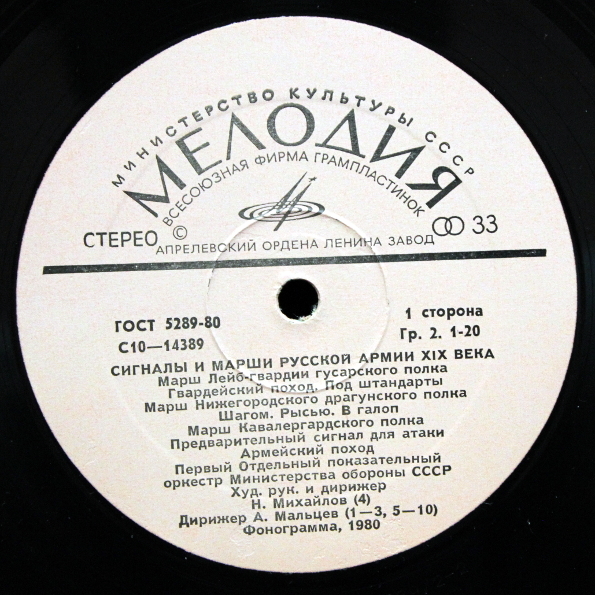 МИНИСТЕРСТВО КУЛЬТУРЫ СССР
МЕЛОДИЯ
ВСЕСОЮЗНАЯ ФИРМА ГРАМПЛАСТИНОК
СТЕРЕО © 33
АПРЕЛЕВСКИЙ ОРДЕНА ЛЕНИНА ЗАВОД
ГОСТ 5289-80 1 сторона
С10—14389 Гр. 2. 1-20
СИГНАЛЫ И МАРШИ РУССКОЙ АРМИИ XIX ВЕКА
Марш Лейб-гвардии гусарского полка
Гвардейский поход. Под штандарты
Марш Нижегородского драгунского полка
Шагом. Рысью. В галоп
Марш Кавалергардского полка
Предварительный сигнал для атаки
Армейский поход
Первый Отдельный показательный
оркестр Министерства обороны СССР
Худ. рук. и дирижер
Н. Михайлов (4)
Дирижер А. Мальцев (1—3, 5—10)
Фонограмма, 1980